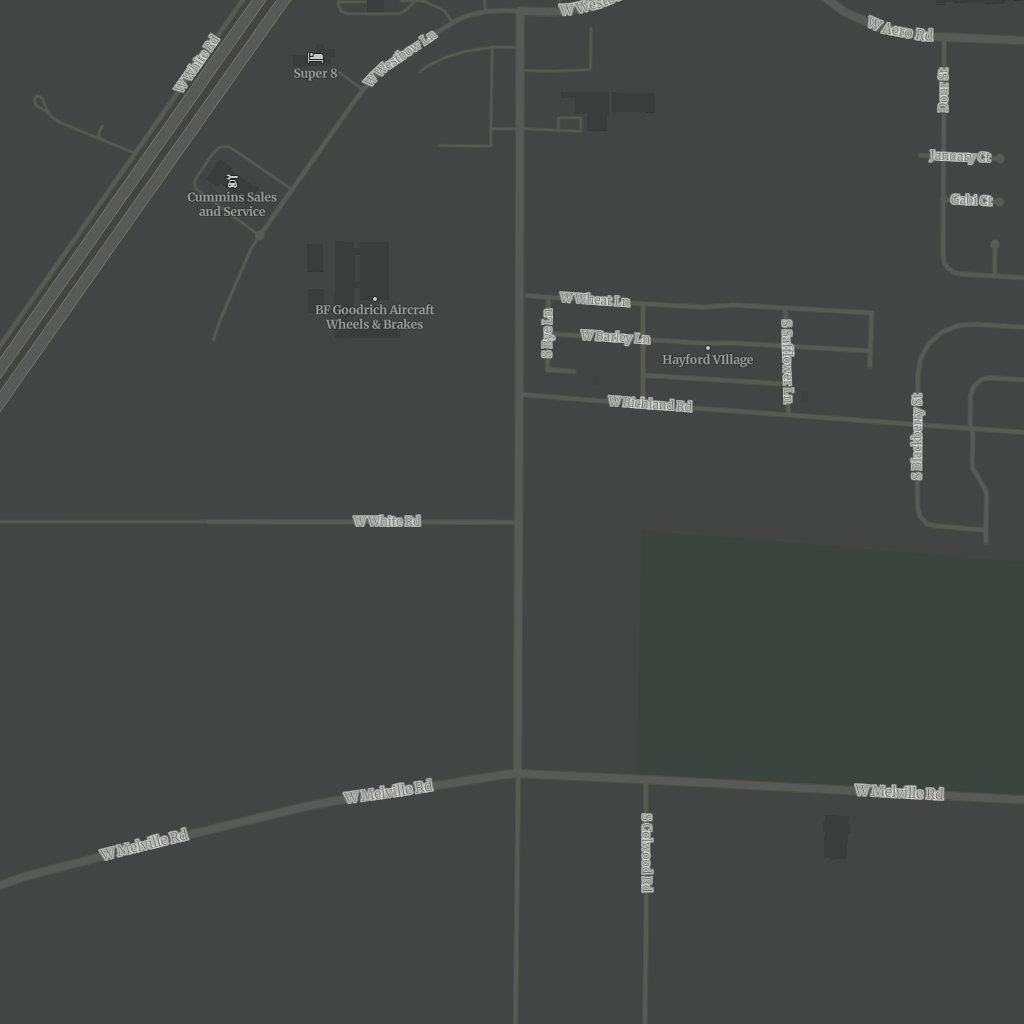 W Westb
W Aero Rd
W White Rd
W Westbow Ln
Super 8
Dour St
January Ct
Gabi Ct
Cummins Sales
and Service
W Wheat Ln
BF Goodrich Aircraft
Wheels & Brakes
S Rye Ln
W Barley Ln
S Safflower Ln
Hayford VIllage
W Richland Rd
S Blackberry St
W White Rd
W Melville Rd
W Melville Rd
W Melville Rd
S Colwood Rd